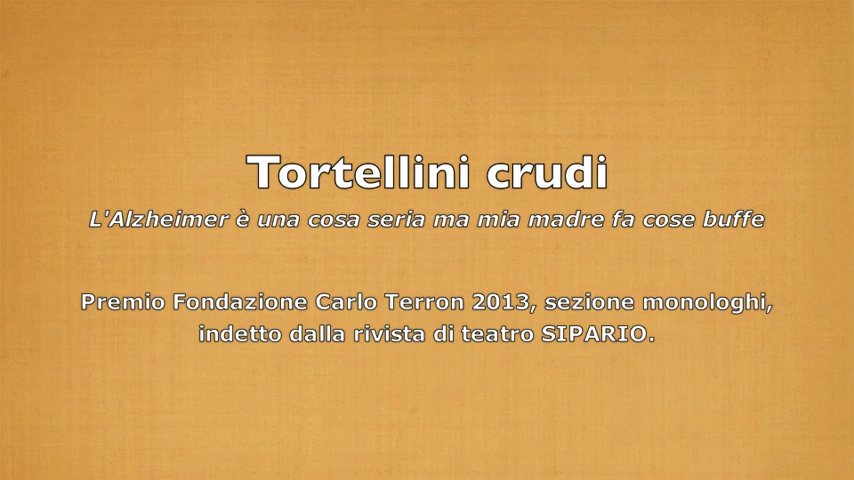 Tortellini crudi
L'Alzheimer è una cosa seria ma mia madre fa cose buffe
Premio Fondazione Carlo Terron 2013, sezione monologhi,
indetto dalla rivista di teatro SIPARIO.